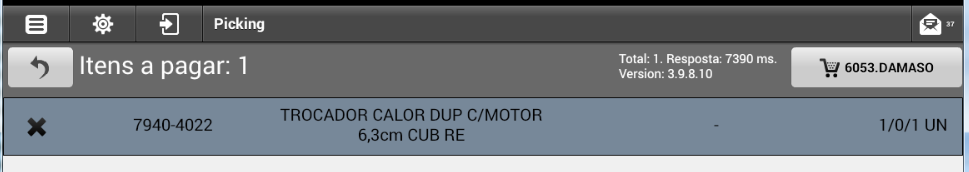 Picking
37
Itens a pagar: 1
Total: 1. Resposta: 7390 ms.
Version: 3.9.8.10
6053.DAMASO
7940-4022
TROCADOR CALOR DUP C/MOTOR
6,3cm CUB RE
-
1/0/1 UN